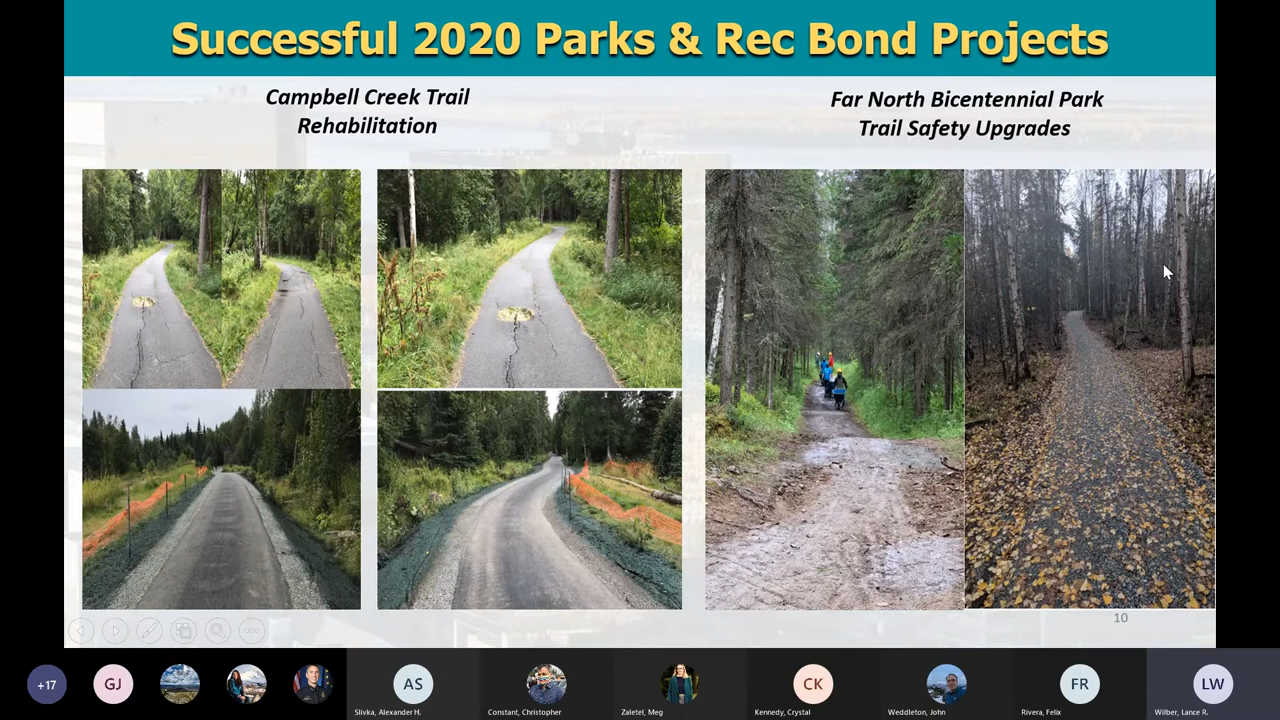 Successful 2020 Parks & Rec Bond Projects
Campbell Creek Trail
Rehabilitation
Far North Bicentennial Park
Trail Safety Upgrades
10
+17
GJ
AS
CK
FR
LW
Slivka, Alexander H.
Constant, Christopher
Zaletel, Meg
Kennedy, Crystal
Weddleton, John
Rivera, Felix
Wilber, Lance R.